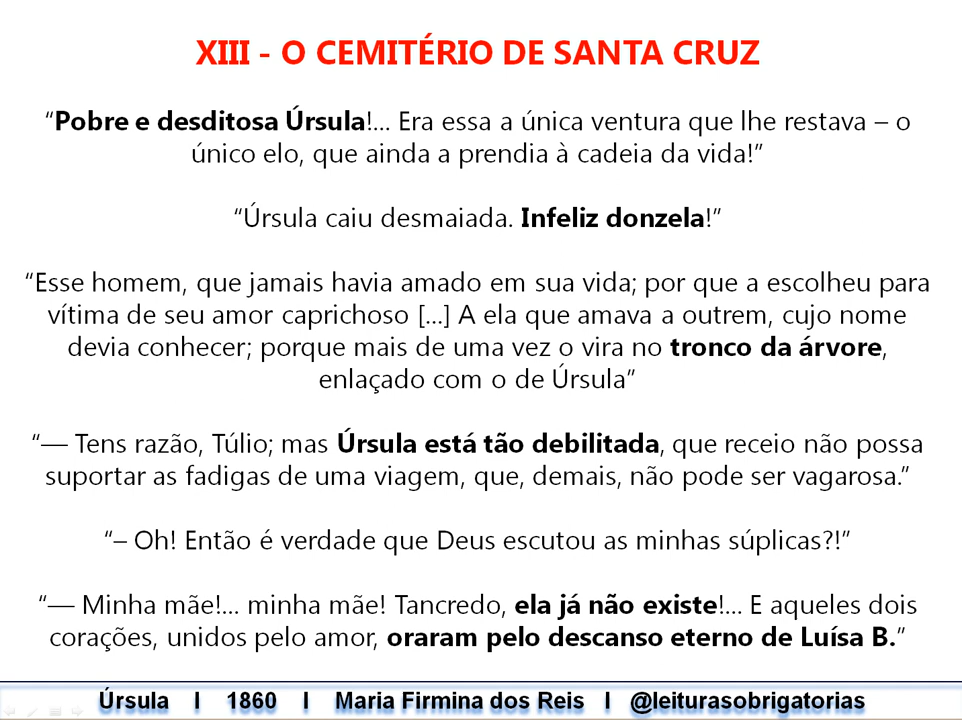 XIII - O CEMITÉRIO DE SANTA CRUZ
“Pobre e desditosa Úrsula!... Era essa a única ventura que lhe restava – o
único elo, que ainda a prendia à cadeia da vida!”
“Úrsula caiu desmaiada. Infeliz donzela!”
“Esse homem, que jamais havia amado em sua vida; por que a escolheu para
vítima de seu amor caprichoso [...] A ela que amava a outrem, cujo nome
devia conhecer; porque mais de uma vez o vira no tronco da árvore,
enlaçado com o de Úrsula”
“— Tens razão, Túlio; mas Úrsula está tão debilitada, que receio não possa
suportar as fadigas de uma viagem, que, demais, não pode ser vagarosa.”
“– Oh! Então é verdade que Deus escutou as minhas súplicas?!”
“— Minha mãe!... minha mãe! Tancredo, ela já não existe!... E aqueles dois
corações, unidos pelo amor, oraram pelo descanso eterno de Luísa B.”
Úrsula I 1860 I Maria Firmina dos Reis I @leiturasobrigatorias